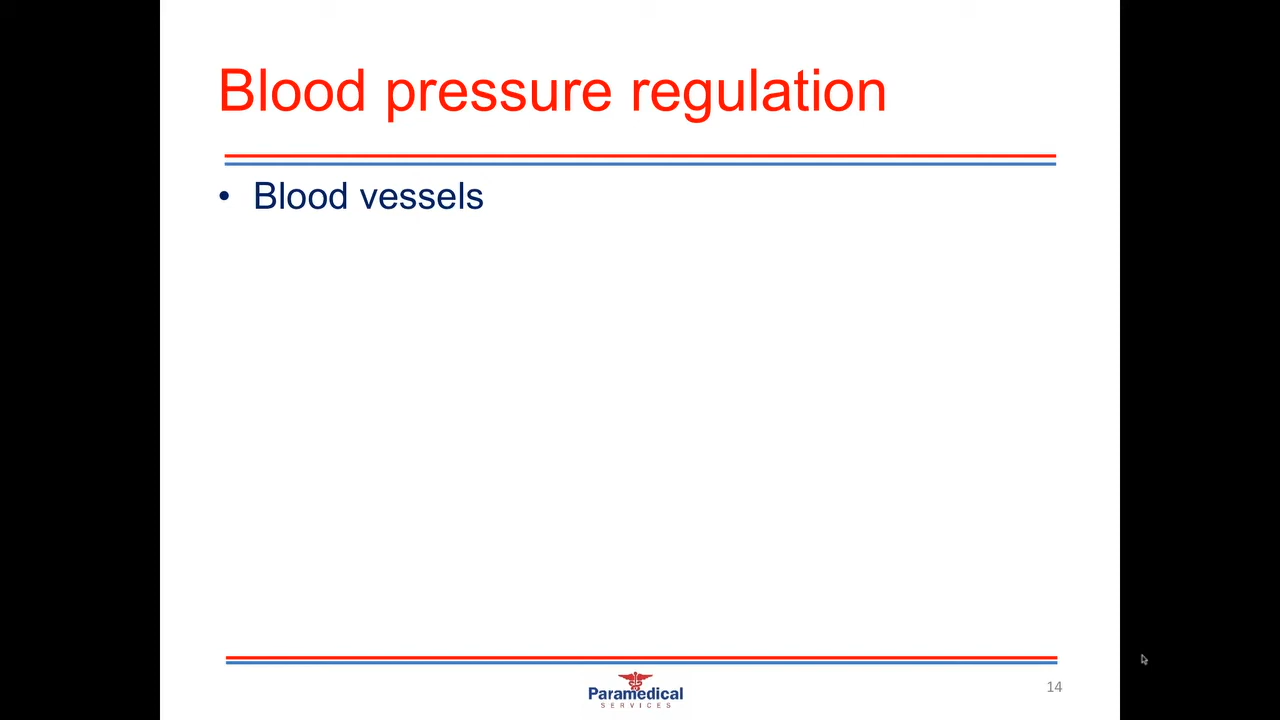 Blood pressure regulation
• Blood vessels
Paramedical
SERVICES
14